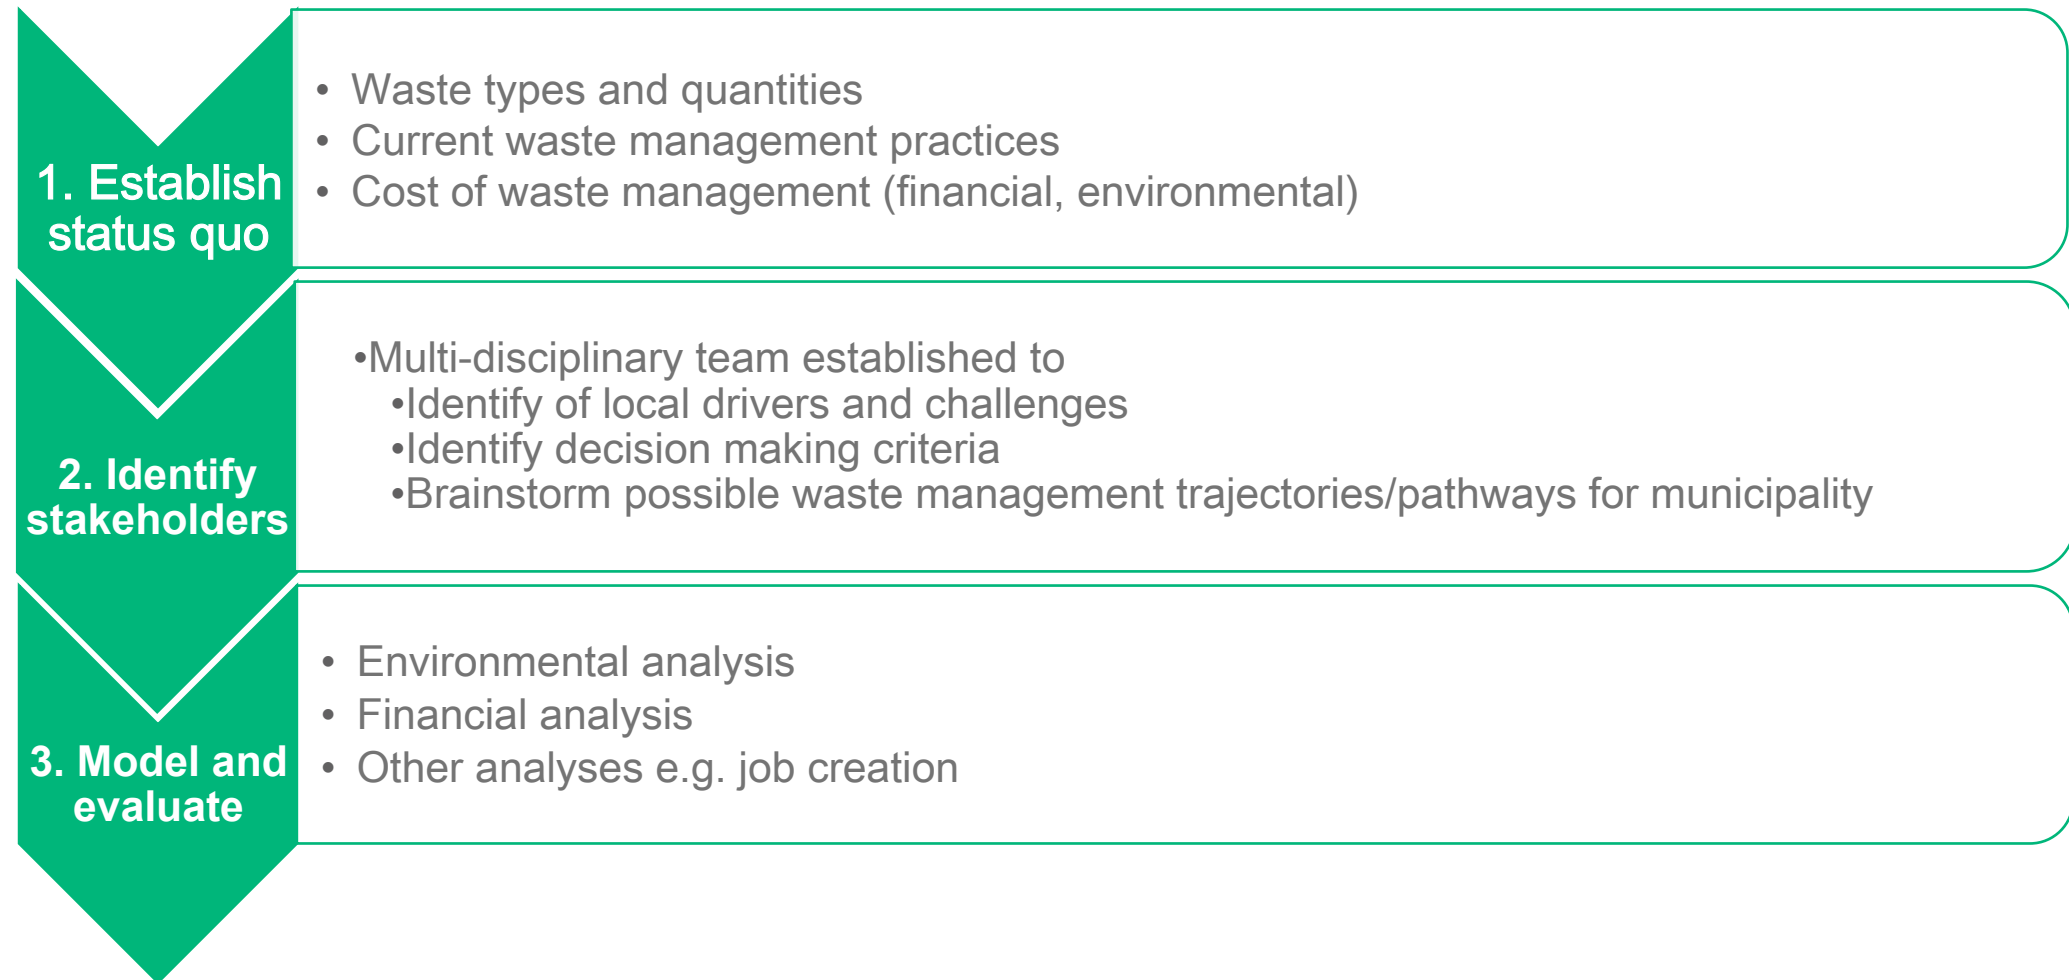 1. Establish
status quo
• Waste types and quantities
• Current waste management practices
• Cost of waste management (financial, environmental)
2. Identify
stakeholders
•Multi-disciplinary team established to
•Identify of local drivers and challenges
•Identify decision making criteria
•Brainstorm possible waste management trajectories/pathways for municipality
3. Model and
evaluate
• Environmental analysis
• Financial analysis
• Other analyses e.g. job creation